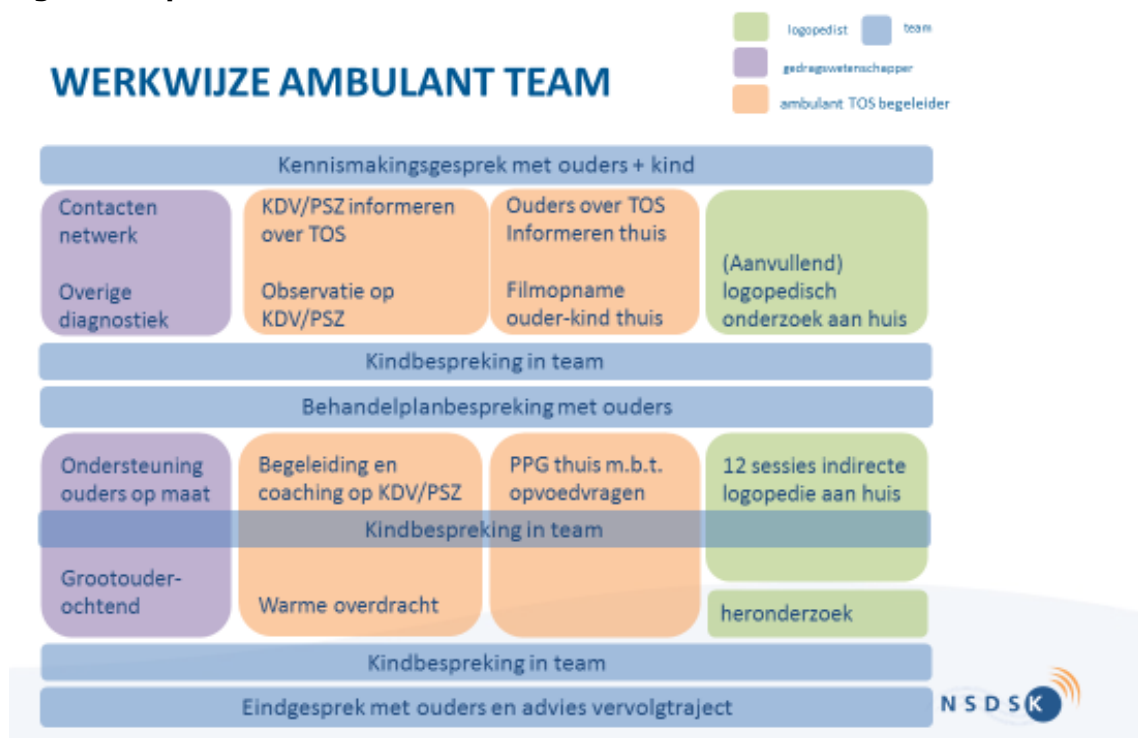 logopedist
team
gedragswetenschapper
ambulant TOS begeleider
WERKWIJZE AMBULANT TEAM
Kennismakingsgesprek met ouders + kind
Contacten
netwerk
Overige
diagnostiek
KDV/PSZ informeren
over TOS
Observatie op
KDV/PSZ
Ouders over TOS
Informeren thuis
Filmopname
ouder-kind thuis
(Aanvullend)
logopedisch
onderzoek aan huis
Kindbespreking in team
Behandelplanbespreking met ouders
Ondersteuning
ouders op maat
Begeleiding en
coaching op KDV/PSZ
PPG thuis m.b.t.
opvoedvragen
12 sessies indirecte
logopedie aan huis
Kindbespreking in team
Grootouder-
ochtend
Warme overdracht
heronderzoek
Kindbespreking in team
Eindgesprek met ouders en advies vervolgtraject
NSDSK